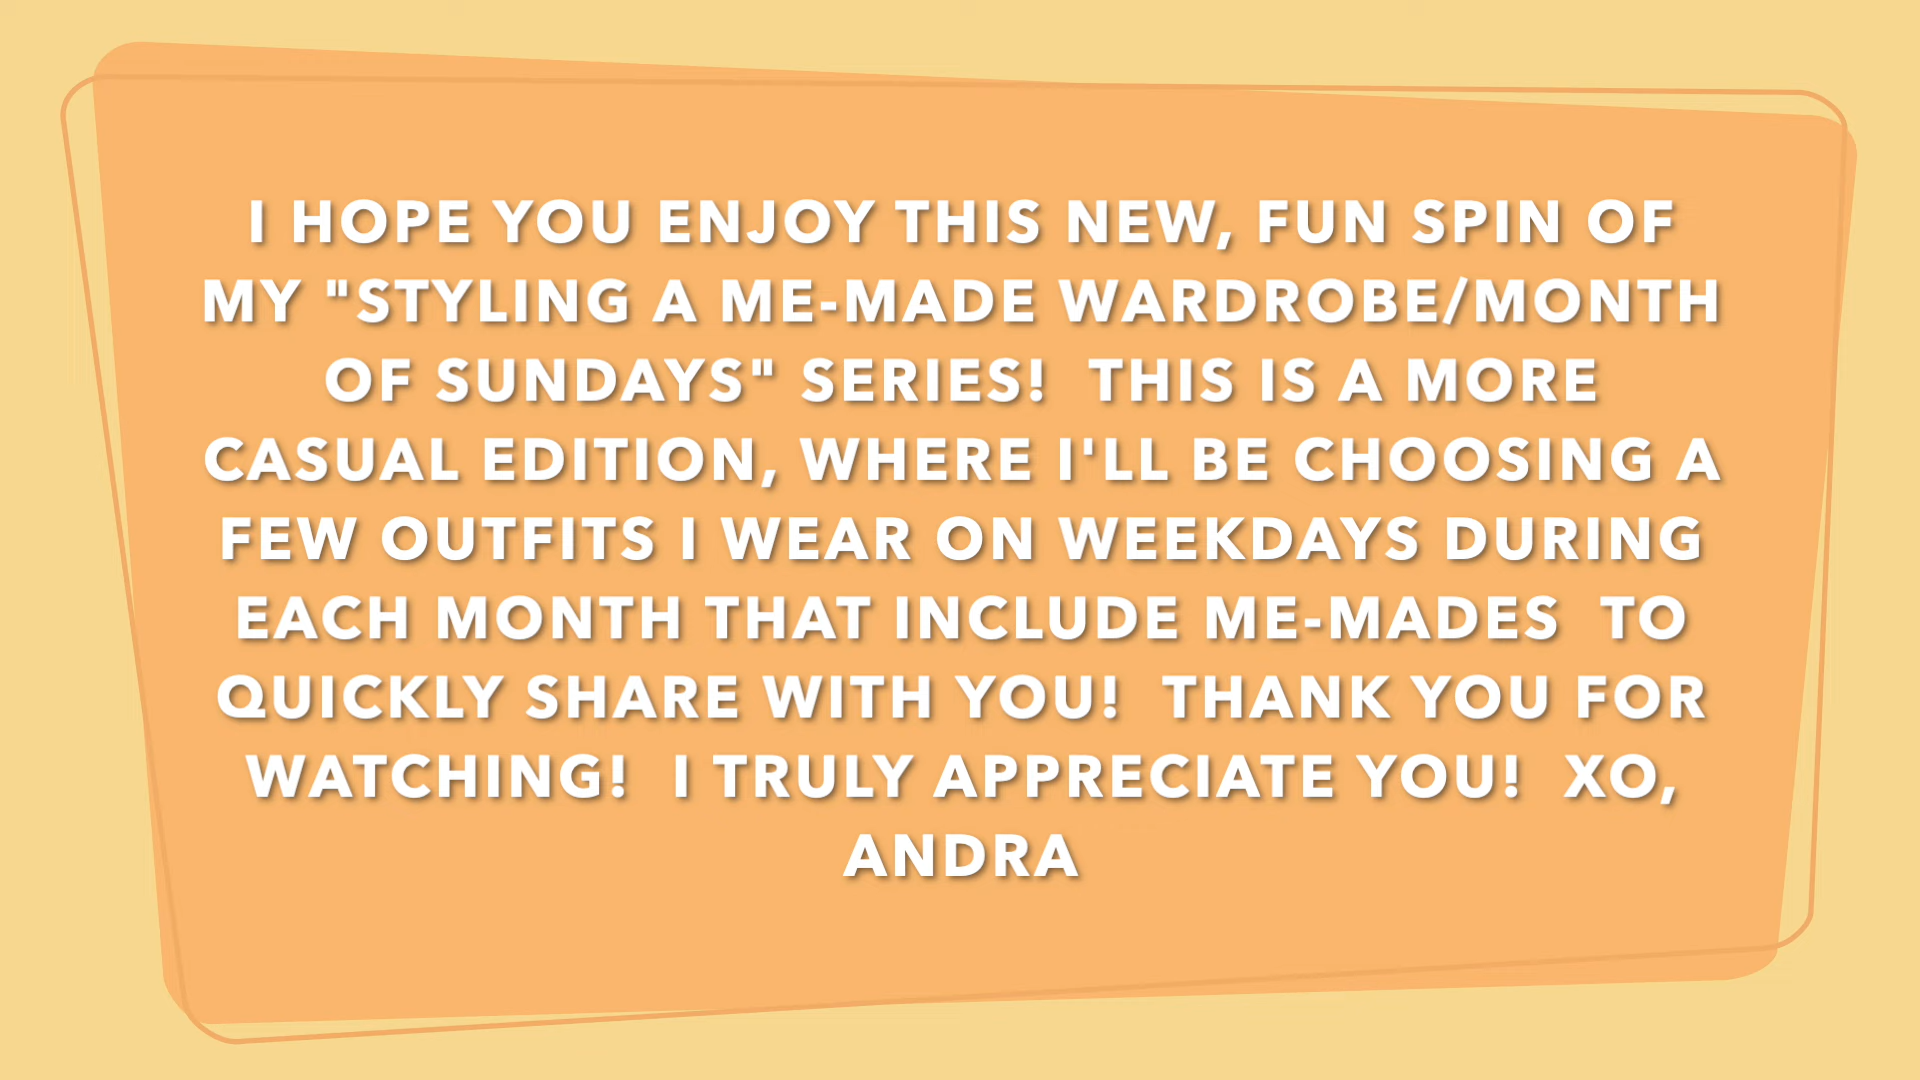 I HOPE YOU ENJOY THIS NEW, FUN SPIN OF
MY "STYLING A ME-MADE WARDROBE/MONTH
OF SUNDAYS" SERIES!  THIS IS A MORE
CASUAL EDITION, WHERE I'LL BE CHOOSING A
FEW OUTFITS I WEAR ON WEEKDAYS DURING
EACH MONTH THAT INCLUDE ME-MADES  TO
QUICKLY SHARE WITH YOU!  THANK YOU FOR
WATCHING!  I TRULY APPRECIATE YOU!  XO,
ANDRA